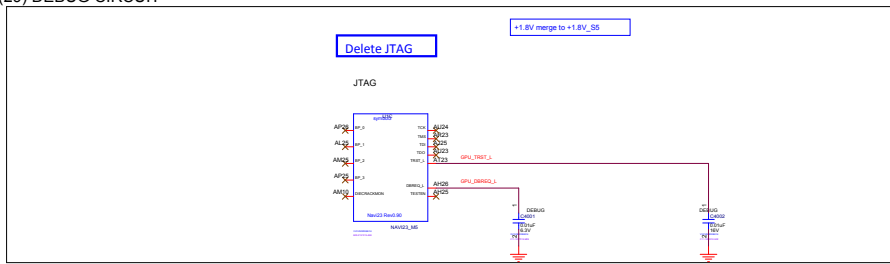 +1.8V merge to +1.8V_S5
Delete JTAG
JTAG
AP26 BP_0 TCK AU24
TMS AR23
AL25 BP_1 TDI AU25
TDO AU23
AM25 BP_2 TRST_L AT23 GPU_TRST_L
AP25 BP_3
DBREQ_L AH26 GPU_DBREQ_L
AM10 DIECRACKMON TESTEN AH25
Navi23 Rev0.90
NAVI23_M5
DEBUG DEBUG
C4001 C4002
0.01uF 0.01uF
6.3V 16V